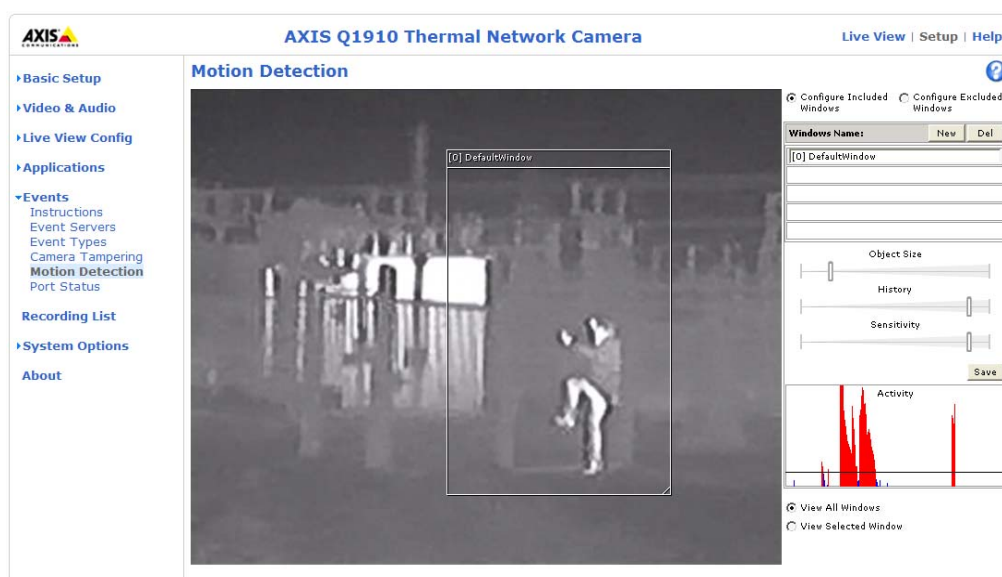 AXIS
COMMUNICATIONS
AXIS Q1910 Thermal Network Camera
Live View | Setup | Help
Basic Setup
Video & Audio
Live View Config
Applications
Events
Instructions
Event Servers
Event Types
Camera Tampering
Motion Detection
Port Status
Recording List
System Options
About
Motion Detection
?
[0] DefaultWindow
Configure Included
Windows
Configure Excluded
Windows
Windows Name:
New
Del
[0] DefaultWindow
Object Size
History
Sensitivity
Save
Activity
View All Windows
View Selected Window